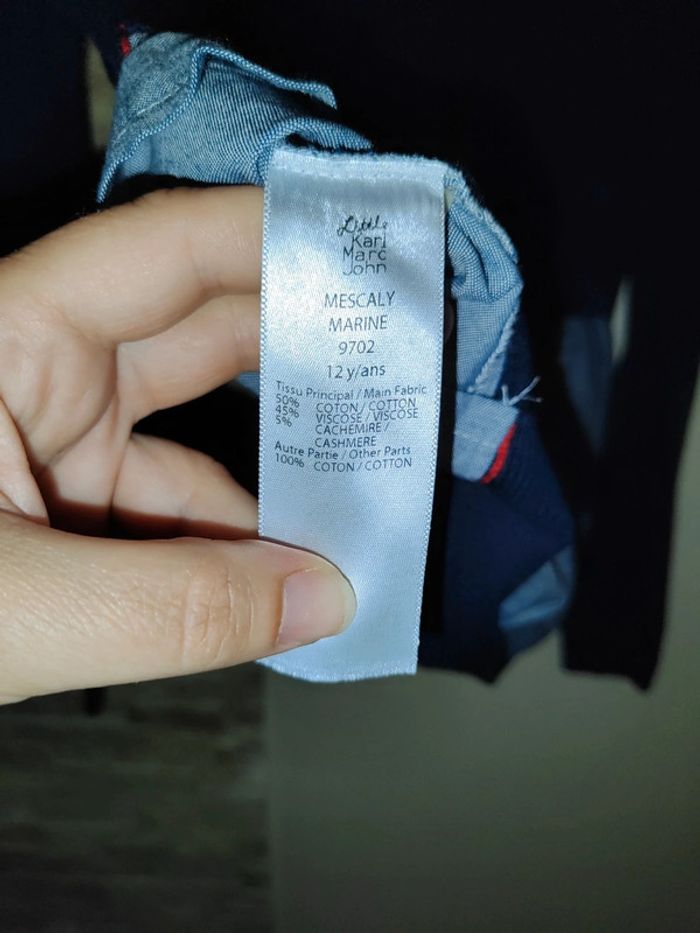 Little
Karl
Marc
John
MESCALY
MARINE
9702
12 y/ans
Tissu Principal / Main Fabric
50% COTON / COTTON
45% VISCOSE / VISCOSE
5% CACHEMIRE /
CASHMERE
Autre Partie / Other Parts
100% COTON / COTTON